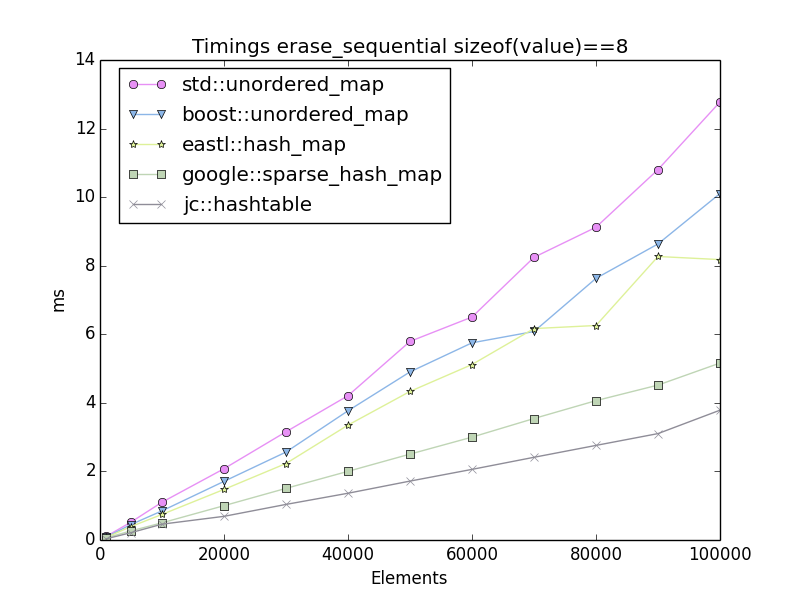 Timings erase_sequential sizeof(value)==8
14
12
10
8
6
4
2
0
ms
std::unordered_map
boost::unordered_map
eastl::hash_map
google::sparse_hash_map
jc::hashtable
0 20000 40000 60000 80000 100000
Elements